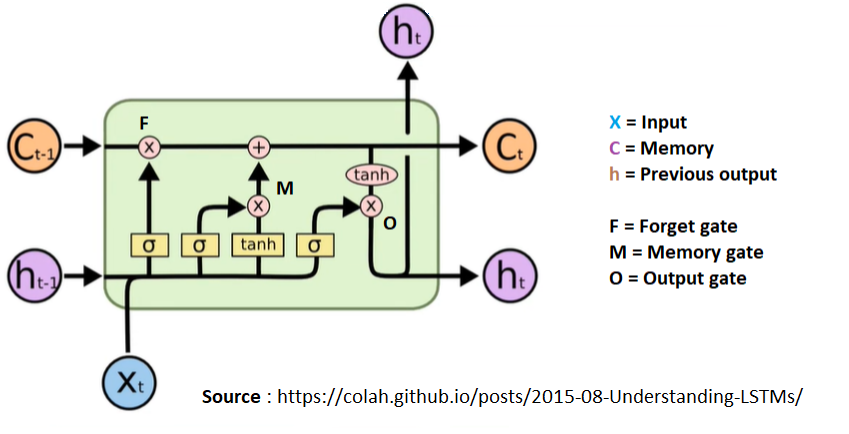 ht
F
Ct-1
x
+
Ct
tanh
M
x
x
O
σ
σ
tanh
σ
ht-1
ht
Xt
X = Input
C = Memory
h = Previous output
F = Forget gate
M = Memory gate
O = Output gate
Source : https://colah.github.io/posts/2015-08-Understanding-LSTMs/